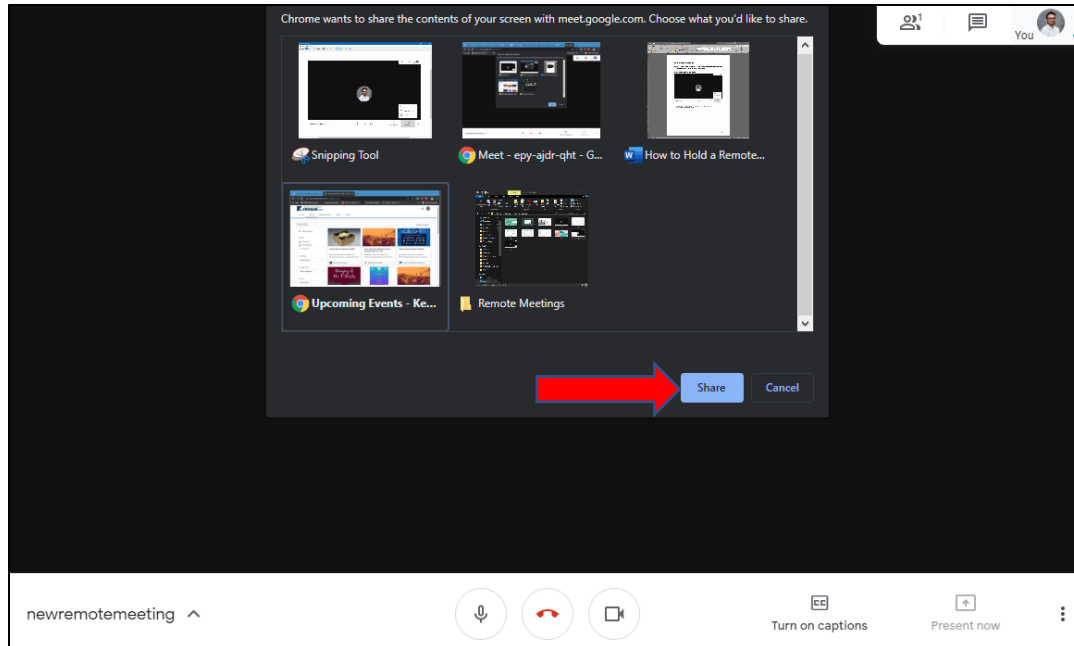 Chrome wants to share the contents of your screen with meet.google.com. Choose what you'd like to share.
1
You
Snipping Tool
Meet - epy-ajdr-qht - G...
How to Hold a Remote...
Upcoming Events - Ke...
Remote Meetings
Share
Cancel
newremotemeeting
CC
Turn on captions
Present now